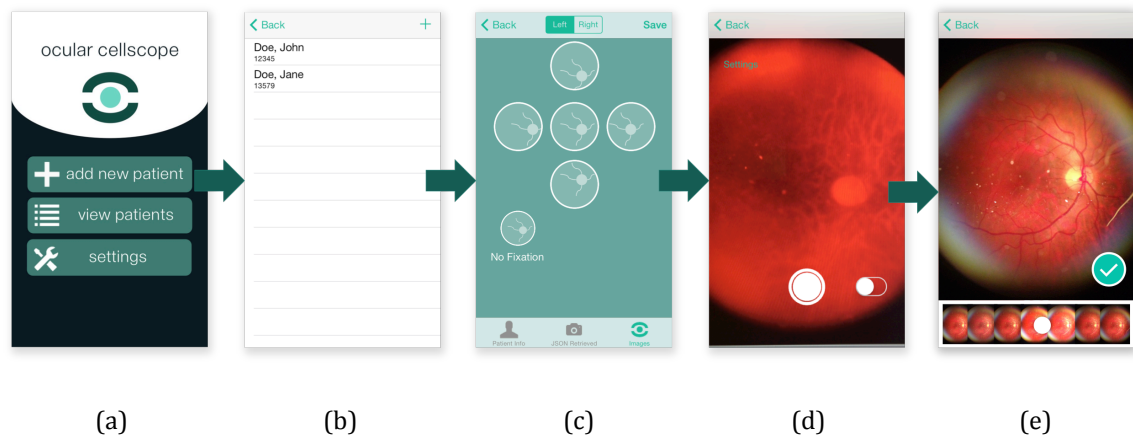 ocular cellscope
add new patient
view patients
settings
Back
Doe, John
12345
Doe, Jane
13579
Back
Left Right
Save
No Fixation
Patient Info
JSON Retrieved
Images
Back
Settings
Back
(a)
(b)
(c)
(d)
(e)